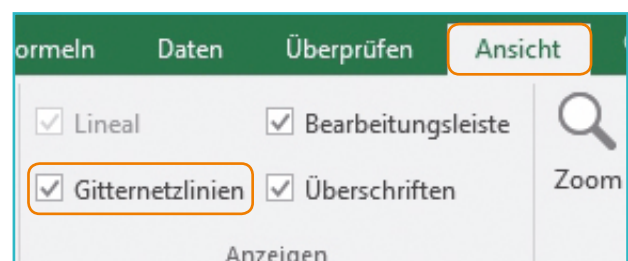 ormeln Daten Überprüfen Ansicht
Lineal Bearbeitungsleiste
Gitternetzlinien Überschriften Zoom
Anzeigen